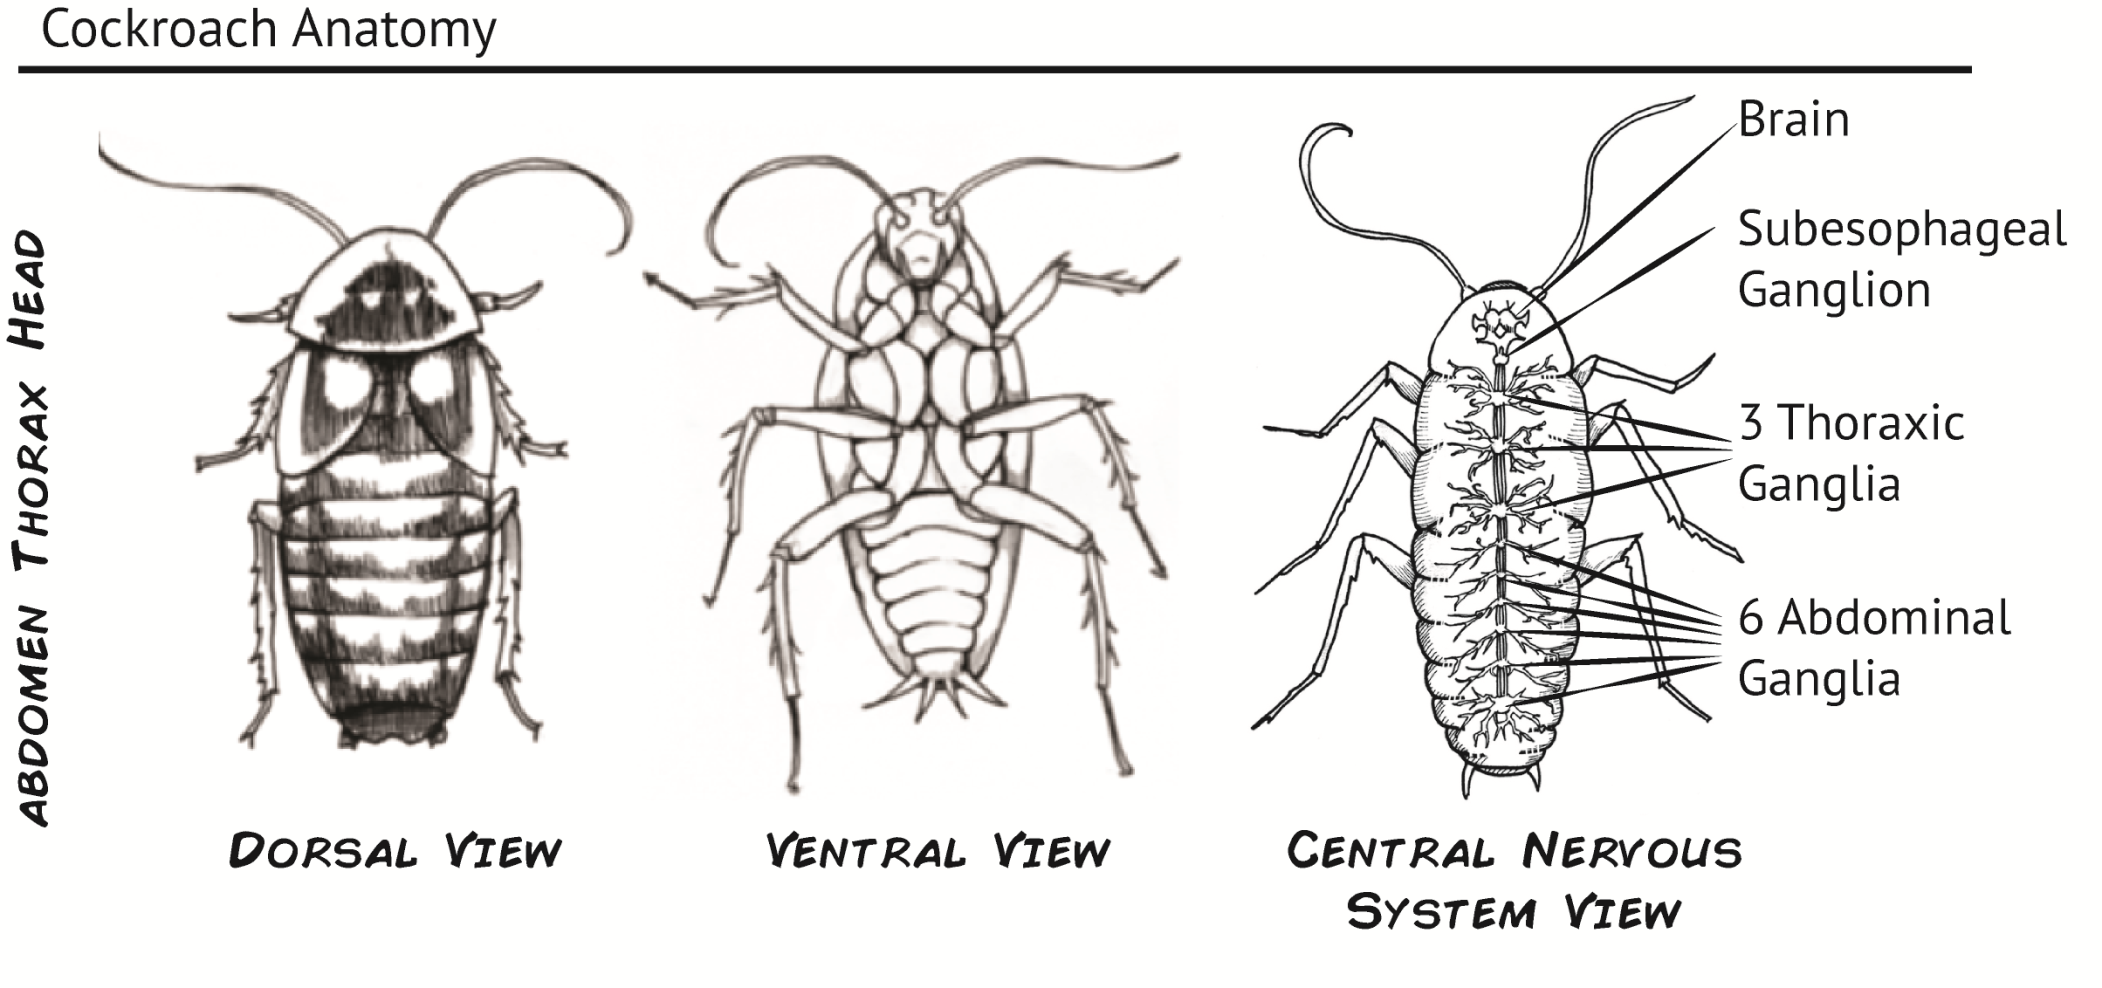 Cockroach Anatomy
Abdomen Thorax Head
Brain
Subesophageal
Ganglion
3 Thoraxic
Ganglia
6 Abdominal
Ganglia
Dorsal View
Ventral View
Central Nervous
System View